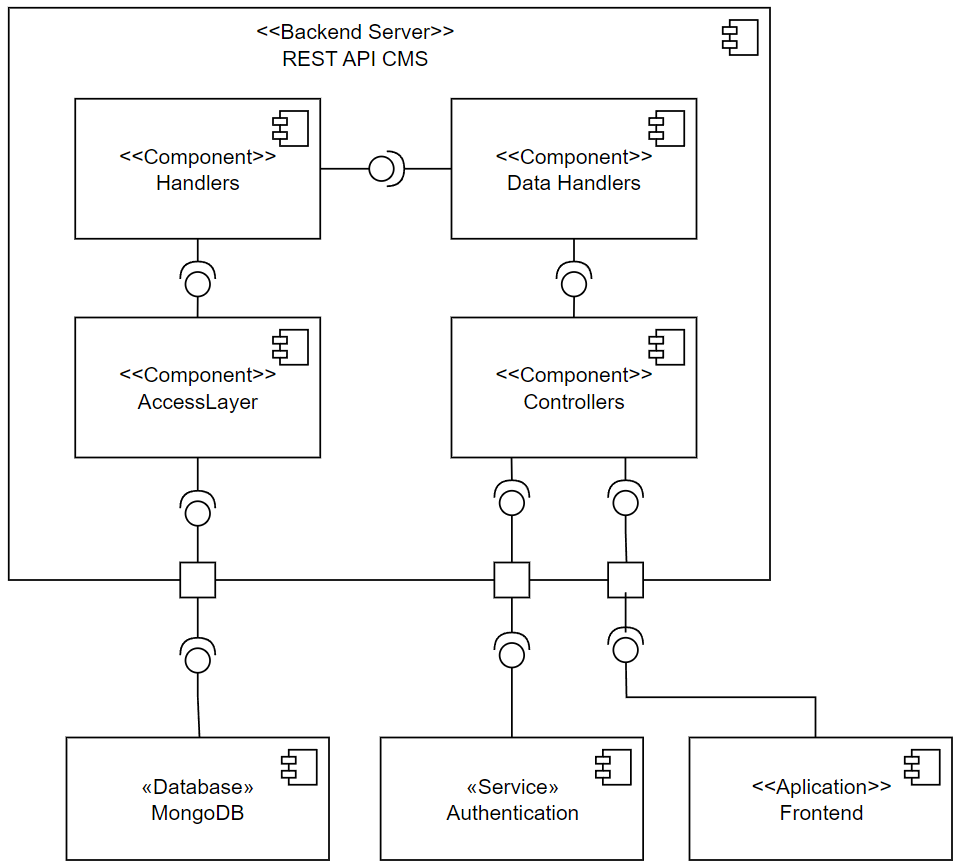 <<Backend Server>>
REST API CMS
<<Component>>
Handlers
<<Component>>
Data Handlers
<<Component>>
AccessLayer
<<Component>>
Controllers
«Database»
MongoDB
«Service»
Authentication
<<Aplication>>
Frontend